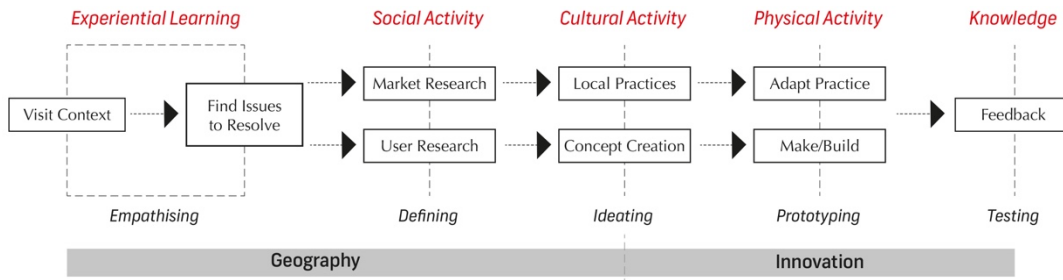 Experiential Learning
Social Activity
Cultural Activity
Physical Activity
Knowledge
Visit Context
Find Issues
to Resolve
Market Research
Local Practices
Adapt Practice
User Research
Concept Creation
Make/Build
Feedback
Empathising
Defining
Ideating
Prototyping
Testing
Geography
Innovation